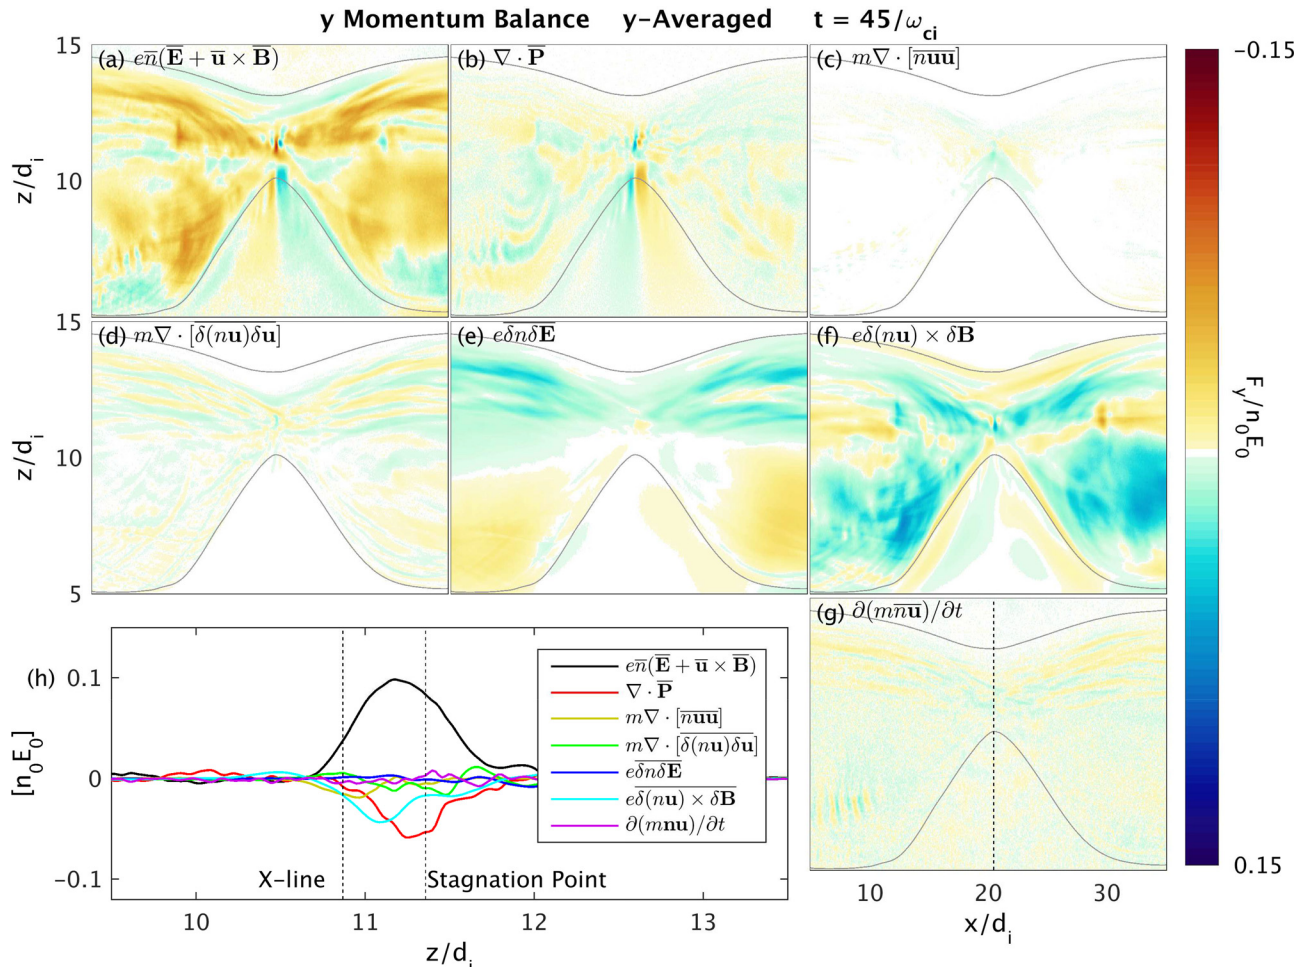 y Momentum Balance y-Averaged t = 45/ω_ci
(a) en̅(E̅ + u̅ × B̅)
(b) ∇ · P̅
(c) m∇ · [n̅u̅u̅]
15
10
5
z/d_i
(d) m∇ · [δ(nu)δu]
(e) eδnδE
(f) eδ(nu) × δB
15
10
5
z/d_i
(g) ∂(mn̅u̅)/∂t
10 20 30
x/d_i
-0.15
F_y/n_0E_0
0.15
(h)
0.1
0
-0.1
[n_0E_0]
en̅(E̅ + u̅ × B̅)
∇ · P̅
m∇ · [n̅u̅u̅]
m∇ · [δ(nu)δu]
eδnδE
eδ(nu) × δB
∂(mnu)/∂t
X-line
Stagnation Point
10 11 12 13
z/d_i